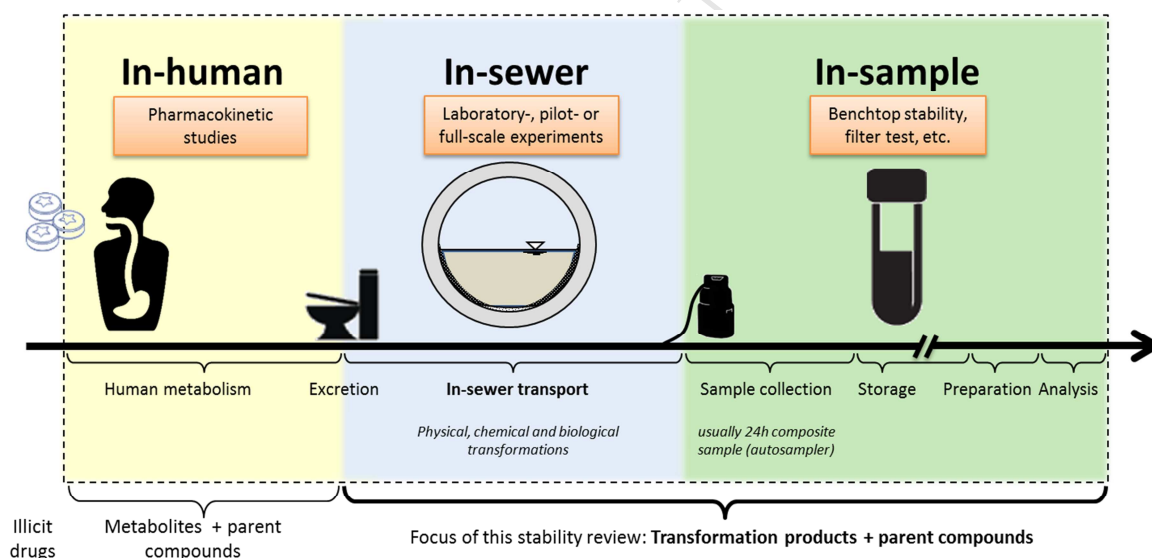 In-human
In-sewer
In-sample
Pharmacokinetic
studies
Laboratory-, pilot- or
full-scale experiments
Benchtop stability,
filter test, etc.
Human metabolism
Excretion
In-sewer transport
Sample collection
Storage
Preparation
Analysis
Physical, chemical and biological
transformations
usually 24h composite
sample (autosampler)
Illicit
drugs
Metabolites + parent
compounds
Focus of this stability review: Transformation products + parent compounds